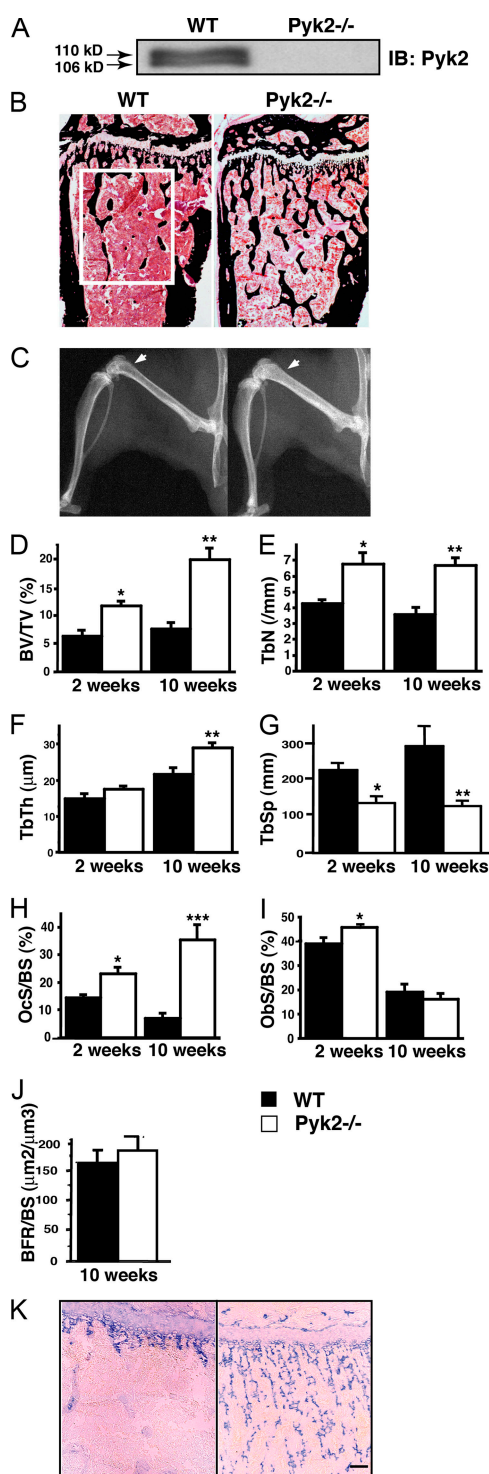 A
WT Pyk2-/-
110 kD
106 kD
IB: Pyk2
B
WT Pyk2-/-
C
D
BV/TV (%)
20
15
10
5
0
* **
2 weeks 10 weeks
E
TbN (/mm)
7
6
5
4
3
2
1
0
* **
2 weeks 10 weeks
F
TbTh (µm)
30
20
10
0
**
2 weeks 10 weeks
G
TbSp (mm)
300
200
100
0
* **
2 weeks 10 weeks
H
OcS/BS (%)
40
30
20
10
0
* ***
2 weeks 10 weeks
I
ObS/BS (%)
50
40
30
20
10
0
*
2 weeks 10 weeks
J
BFR/BS (µm2/µm3)
200
150
100
50
0
10 weeks
WT
Pyk2-/-
K